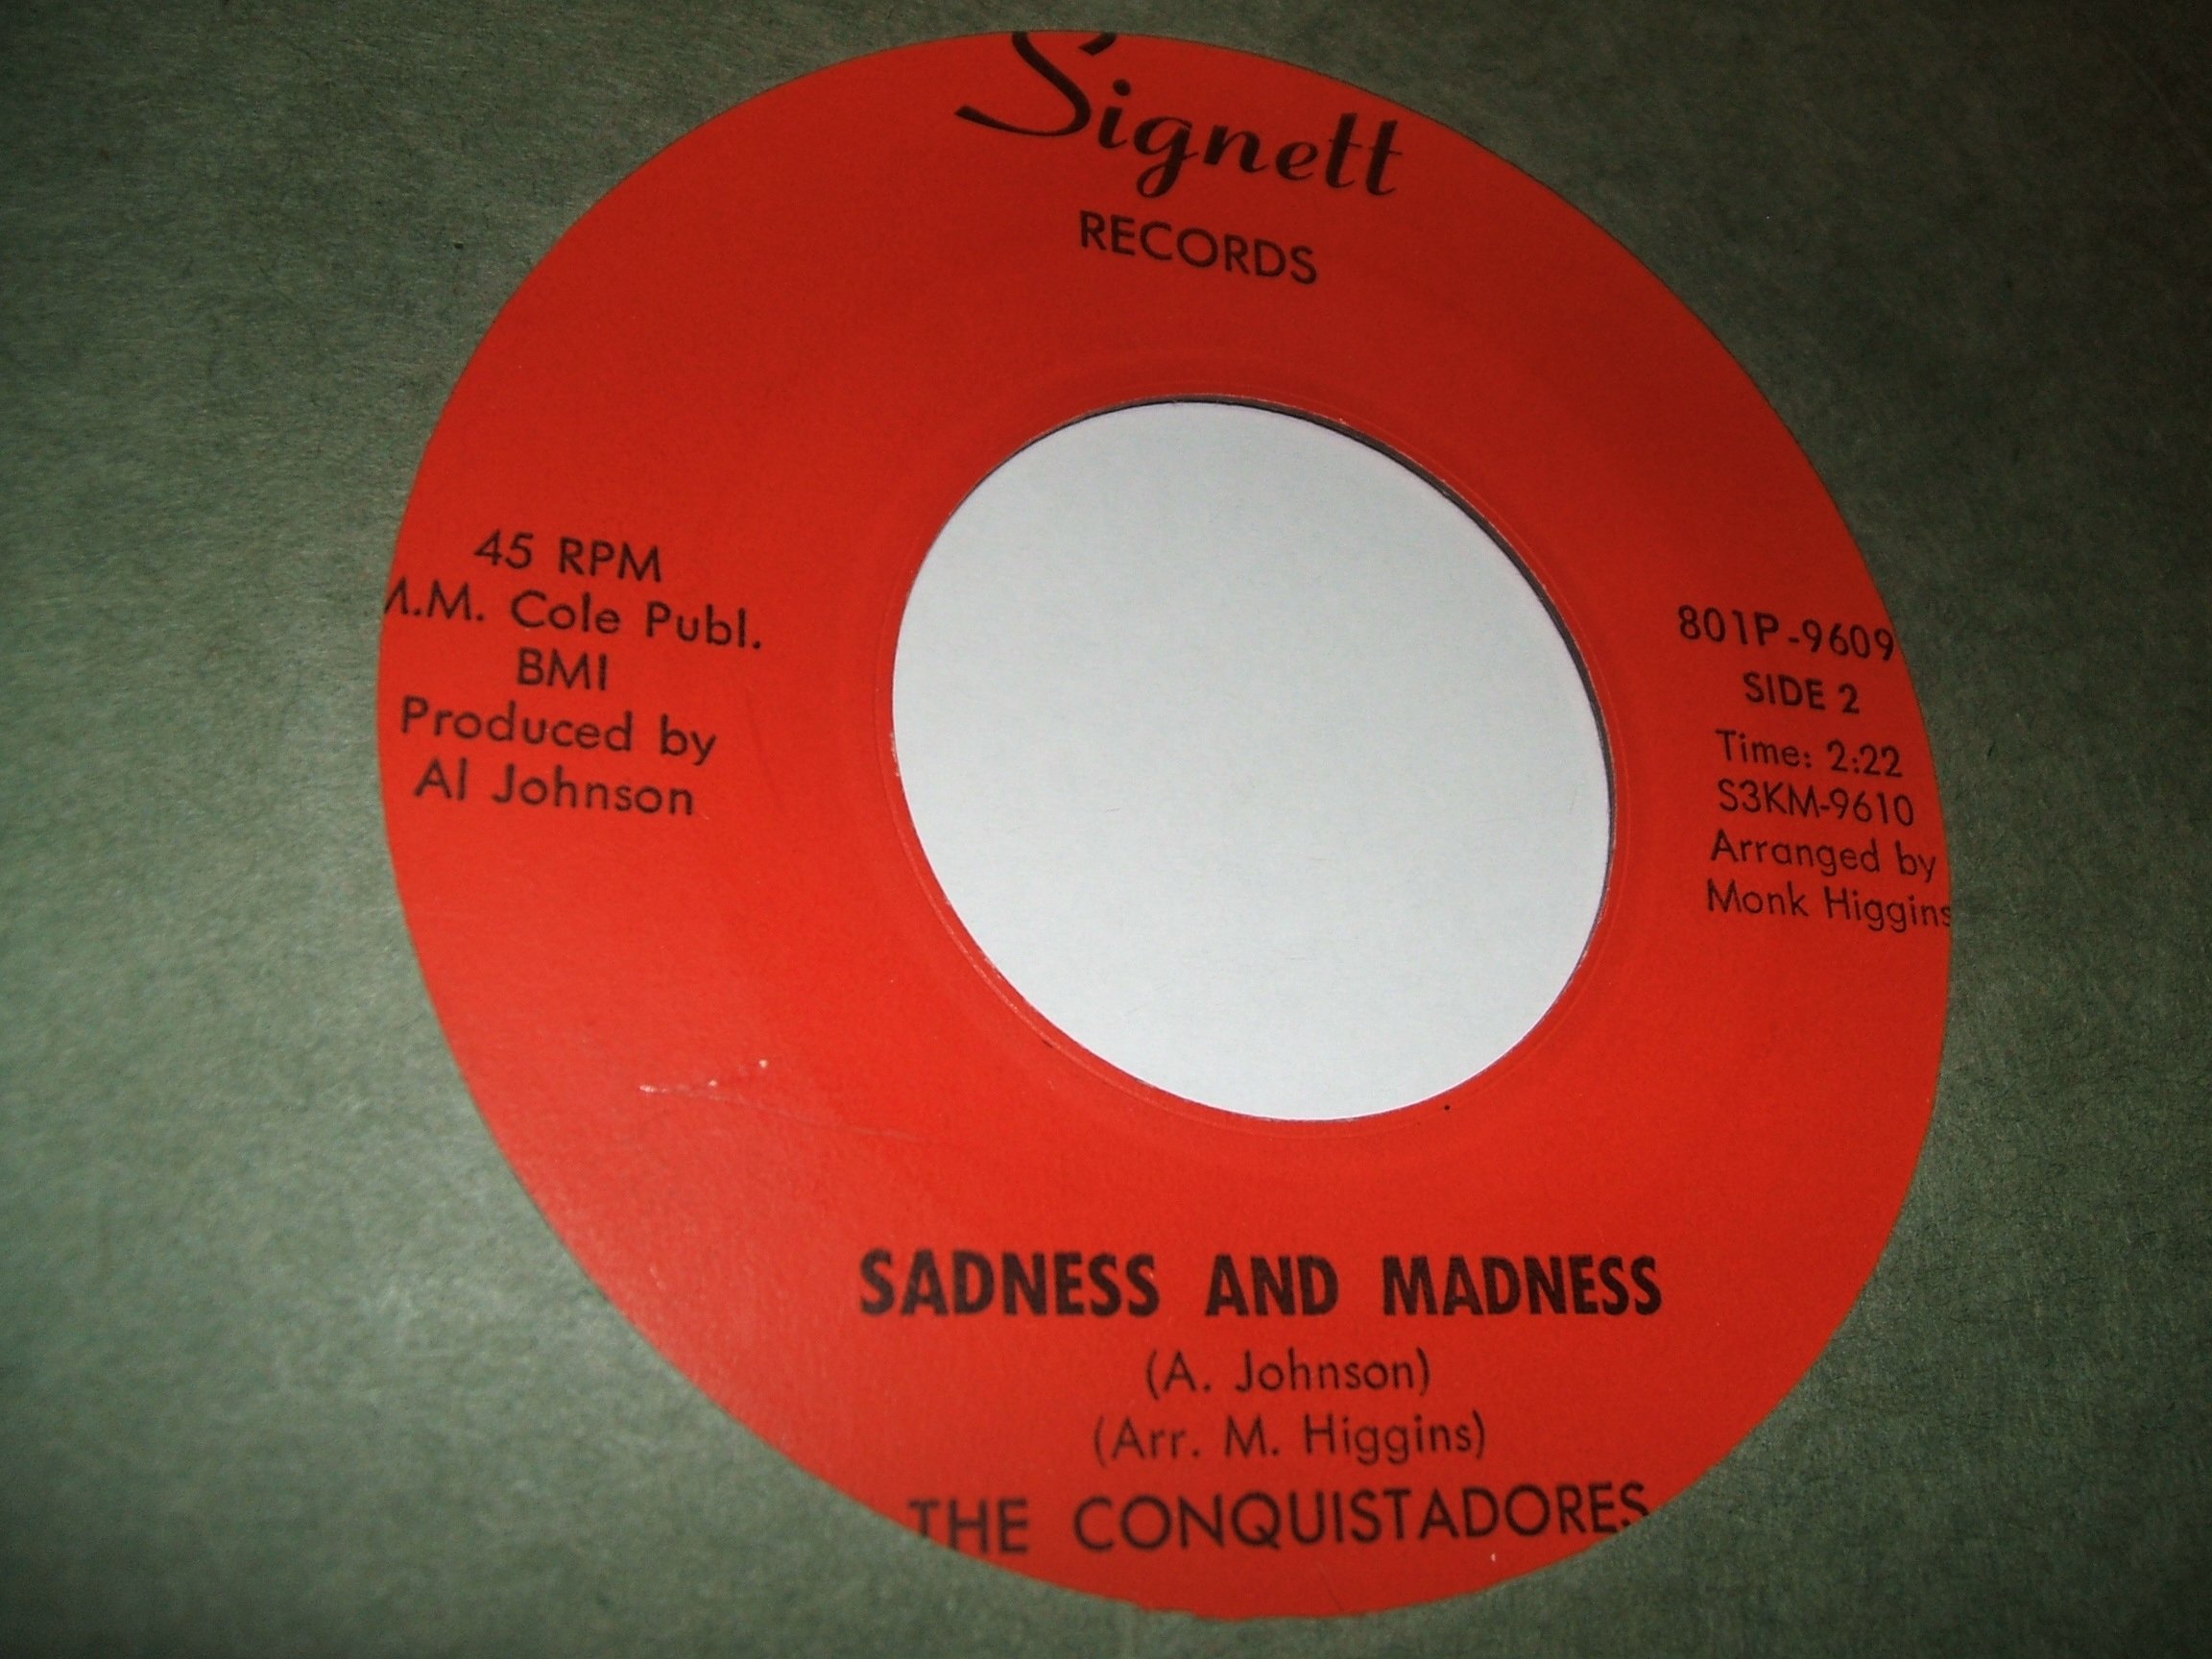 Signett
RECORDS
45 RPM
M.M. Cole Publ.
BMI
Produced by
Al Johnson
801P-9609
SIDE 2
Time: 2:22
S3KM-9610
Arranged by
Monk Higgins
SADNESS AND MADNESS
(A. Johnson)
(Arr. M. Higgins)
THE CONQUISTADORES